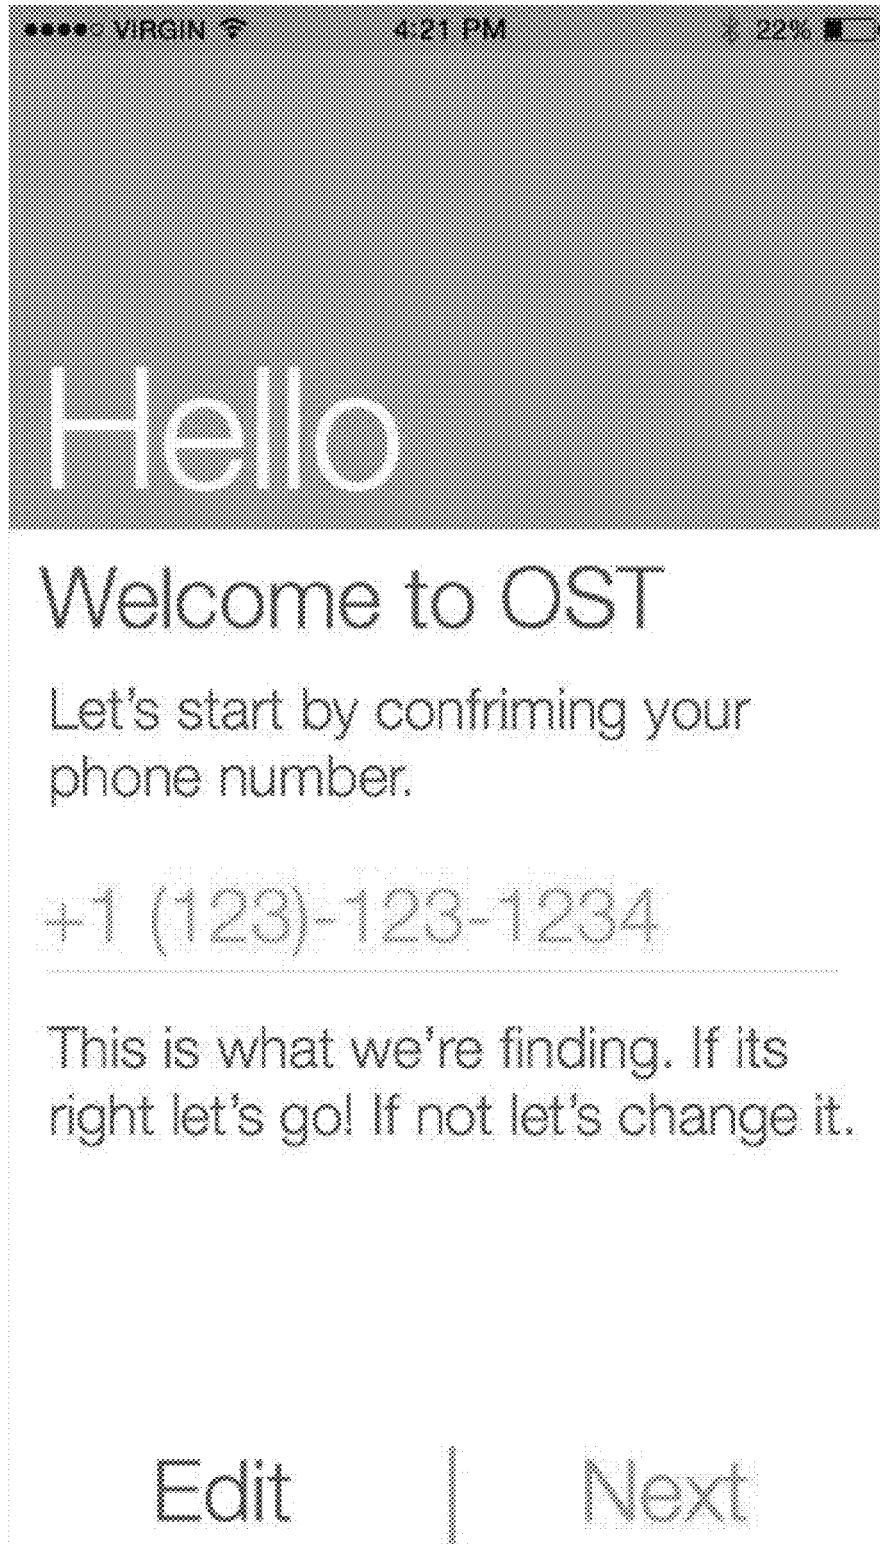 VIRGIN 4:21 PM 22%
Hello
Welcome to OST
Let's start by confriming your
phone number.
+1 (123)-123-1234
This is what we're finding. If its
right let's go! If not let's change it.
Edit | Next